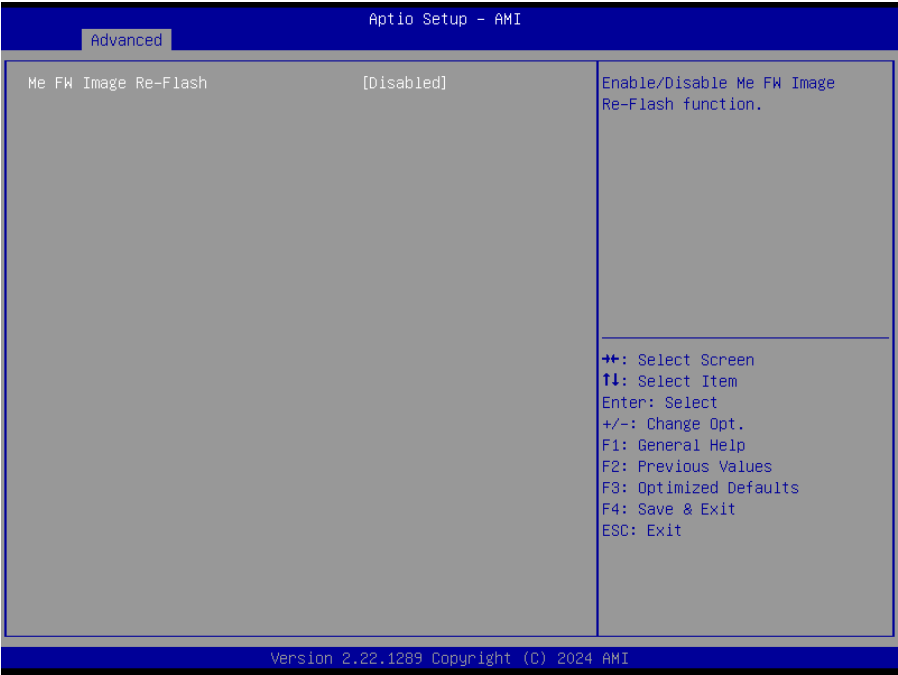 Aptio Setup - AMI
Advanced
Me FW Image Re-Flash [Disabled]
Enable/Disable Me FW Image
Re-Flash function.
→←: Select Screen
↑↓: Select Item
Enter: Select
+/-: Change Opt.
F1: General Help
F2: Previous Values
F3: Optimized Defaults
F4: Save & Exit
ESC: Exit
Version 2.22.1289 Copyright (C) 2024 AMI